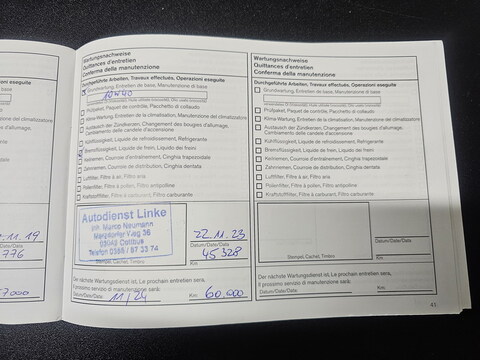 Wartungsnachweise
Quittances d'entretien
Conferma della manutenzione
Durchgeführte Arbeiten, Travaux effectués, Operazioni eseguite
Grundwartung, Entretien de base, Manutenzione di base
Prüfpaket, Paquet de contrôle, Pacchetto di collaudo
Klima-Wartung, Entretien de la climatisation, Manutenzione del climatizzatore
Austausch der Zündkerzen, Changement des bougies d'allumage,
Cambiamento delle candele d'accensione
Kühlflüssigkeit, Liquide de refroidissement, Refrigerante
Bremsflüssigkeit, Liquide de frein, Liquido dei freni
Keilriemen, Courroie d'entraînement, Cinghia trapezoidale
Zahnriemen, Courroie de distribution, Cinghia dentata
Luftfilter, Filtre à air, Filtro aria
Pollenfilter, Filtre à pollen, Filtro antipolline
Kraftstofffilter, Filtre à carburant, Filtro carburante
Autodienst Linke
Inh. Marco Neumann
03042 Cottbus
22.11.23
Datum/Date/Data
45 328
Stempel, Cachet, Timbro
Km:
Der nächste Wartungsdienst ist, Le prochain entretien sera,
Il prossimo servizio di manutenzione sarà:
Datum/Date/Data: 11/24 Km: 60.000
Wartungsnachweise
Quittances d'entretien
Conferma della manutenzione
Durchgeführte Arbeiten, Travaux effectués, Operazioni eseguite
Grundwartung, Entretien de base, Manutenzione di base
Prüfpaket, Paquet de contrôle, Pacchetto di collaudo
Klima-Wartung, Entretien de la climatisation, Manutenzione del climatizzatore
Austausch der Zündkerzen, Changement des bougies d'allumage,
Cambiamento delle candele d'accensione
Kühlflüssigkeit, Liquide de refroidissement, Refrigerante
Bremsflüssigkeit, Liquide de frein, Liquido dei freni
Keilriemen, Courroie d'entraînement, Cinghia trapezoidale
Zahnriemen, Courroie de distribution, Cinghia dentata
Luftfilter, Filtre à air, Filtro aria
Pollenfilter, Filtre à pollen, Filtro antipolline
Kraftstofffilter, Filtre à carburant, Filtro carburante
Datum/Date/Data
Stempel, Cachet, Timbro
Km:
Der nächste Wartungsdienst ist, Le prochain entretien sera,
Il prossimo servizio di manutenzione sarà:
Datum/Date/Data: Km:
43